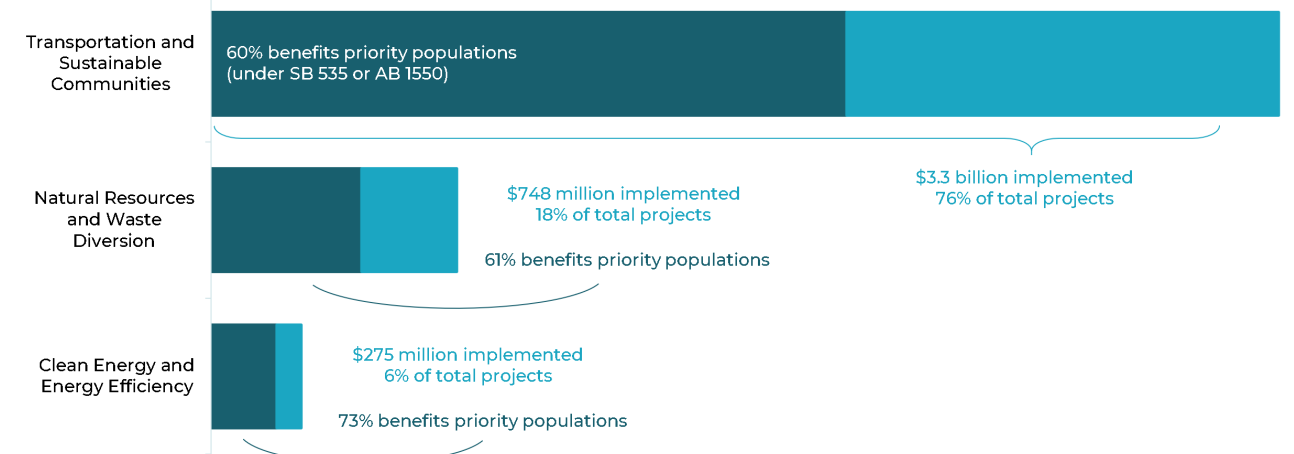 Transportation and
Sustainable
Communities
60% benefits priority populations
(under SB 535 or AB 1550)
$3.3 billion implemented
76% of total projects
Natural Resources
and Waste
Diversion
$748 million implemented
18% of total projects
61% benefits priority populations
Clean Energy and
Energy Efficiency
$275 million implemented
6% of total projects
73% benefits priority populations